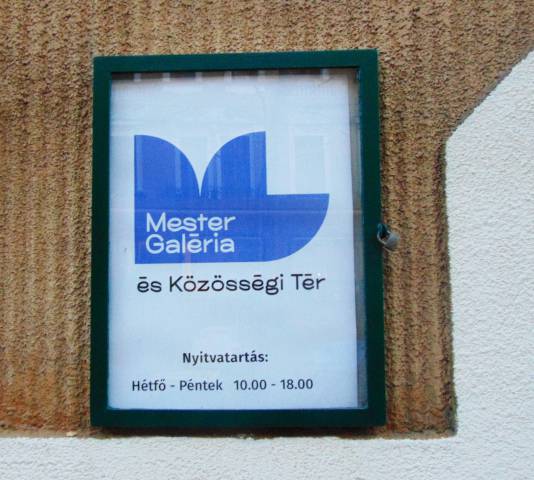 Mester
Galéria
és Közösségi Tér
Nyitvatartás:
Hétfő - Péntek 10.00 - 18.00